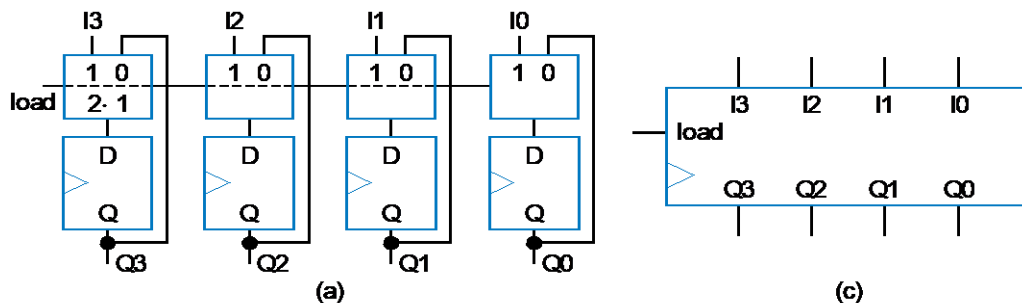 I3 I2 I1 I0
1 0 1 0 1 0 1 0
load 2· 1
D D D D
Q Q Q Q
Q3 Q2 Q1 Q0
(a)
I3 I2 I1 I0
load
Q3 Q2 Q1 Q0
(c)